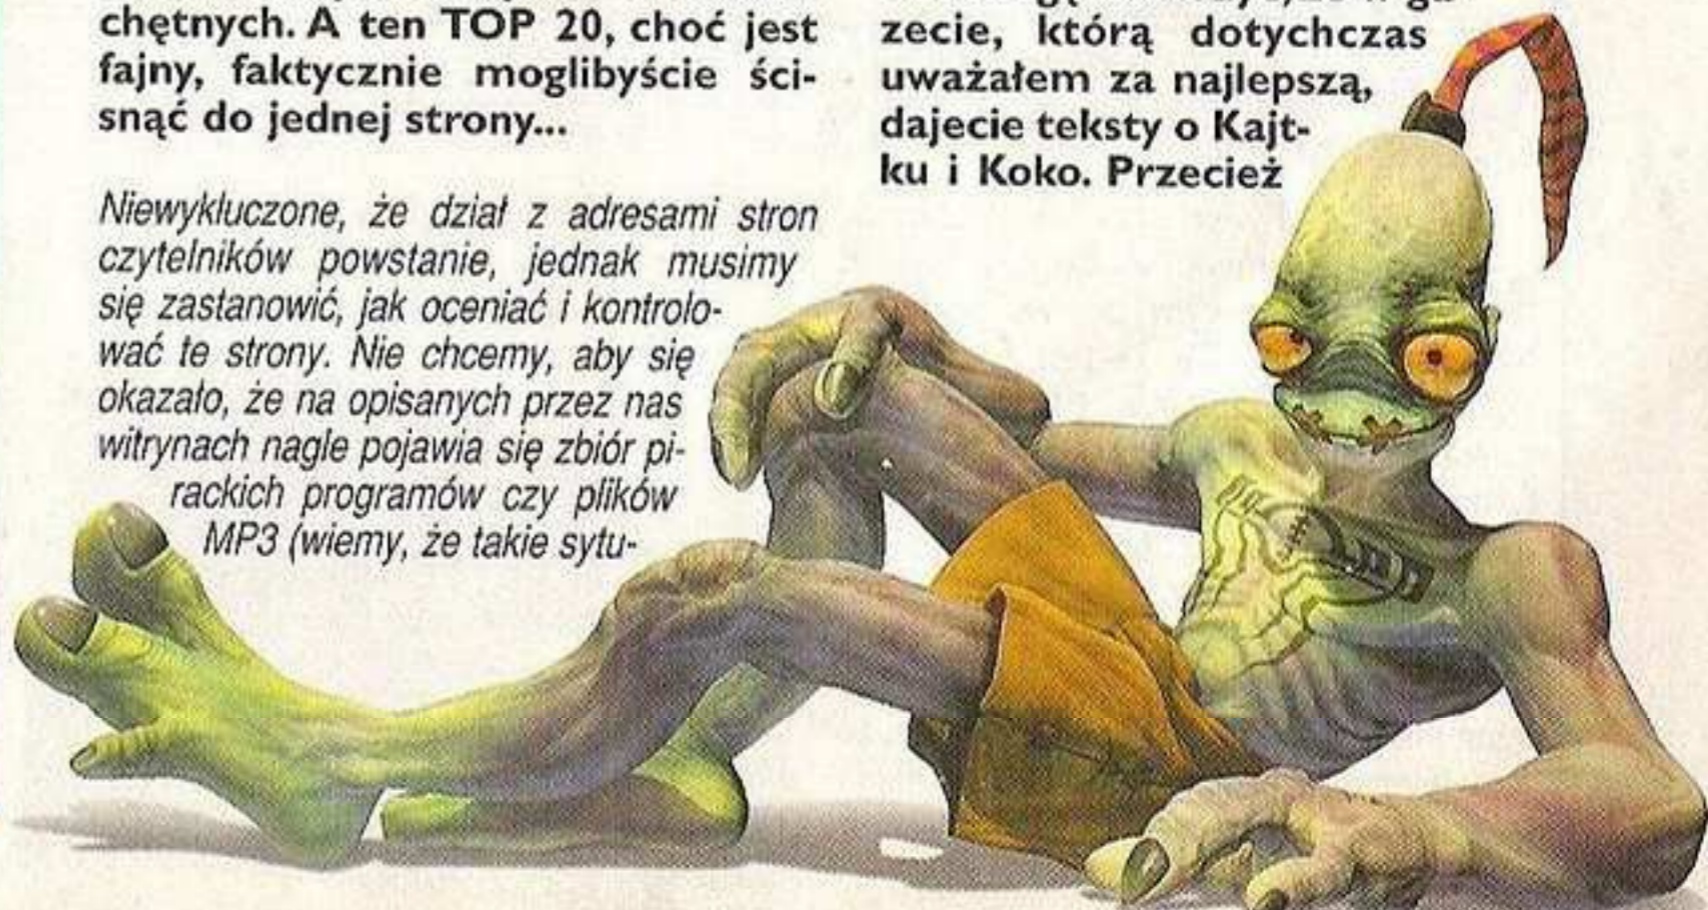 chętnych. A ten TOP 20, choć jest
fajny, faktycznie moglibyście ści-
snąć do jednej strony...
Niewykluczone, że dział z adresami stron
czytelników powstanie, jednak musimy
się zastanowić, jak oceniać i kontrolo-
wać te strony. Nie chcemy, aby się
okazało, że na opisanych przez nas
witrynach nagle pojawia się zbiór pi-
rackich programów czy plików
MP3 (wiemy, że takie sytu-
zecie, którą dotychczas
uważałem za najlepszą,
dajecie teksty o Kajt-
ku i Koko. Przecież